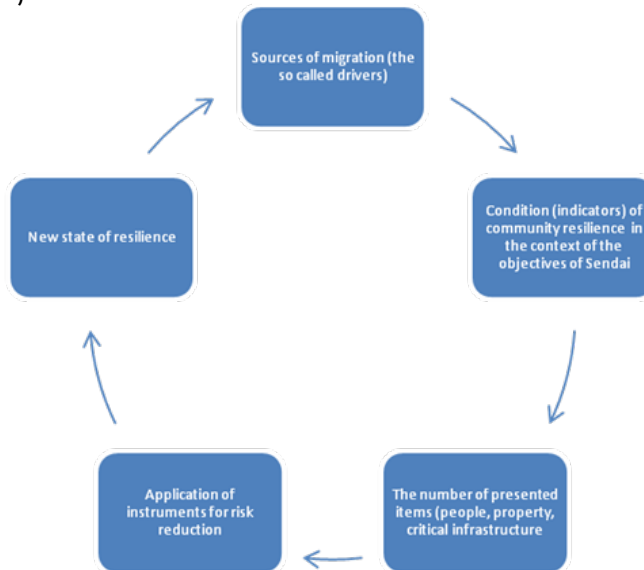 )
Sources of migration (the
so called drivers)
Condition (indicators) of
community resilience in
the context of the
objectives of Sendai
The number of presented
items (people, property,
critical infrastructure
Application of
instruments for risk
reduction
New state of resilience